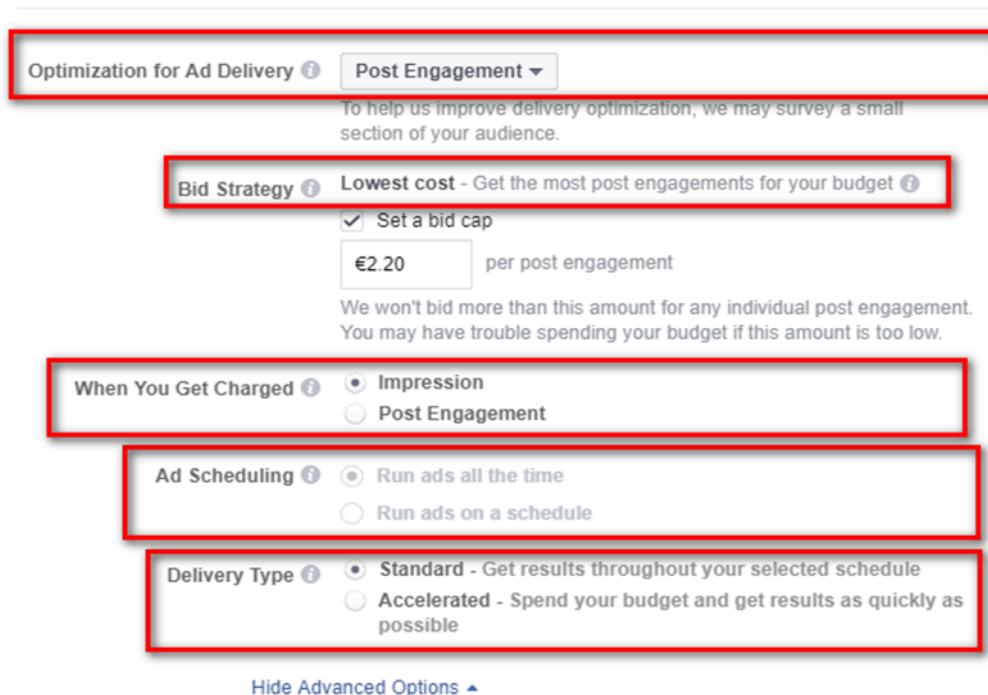 Optimization for Ad Delivery Post Engagement
To help us improve delivery optimization, we may survey a small
section of your audience.
Bid Strategy Lowest cost - Get the most post engagements for your budget
Set a bid cap
€2.20 per post engagement
We won't bid more than this amount for any individual post engagement.
You may have trouble spending your budget if this amount is too low.
When You Get Charged Impression
Post Engagement
Ad Scheduling Run ads all the time
Run ads on a schedule
Delivery Type Standard - Get results throughout your selected schedule
Accelerated - Spend your budget and get results as quickly as
possible
Hide Advanced Options